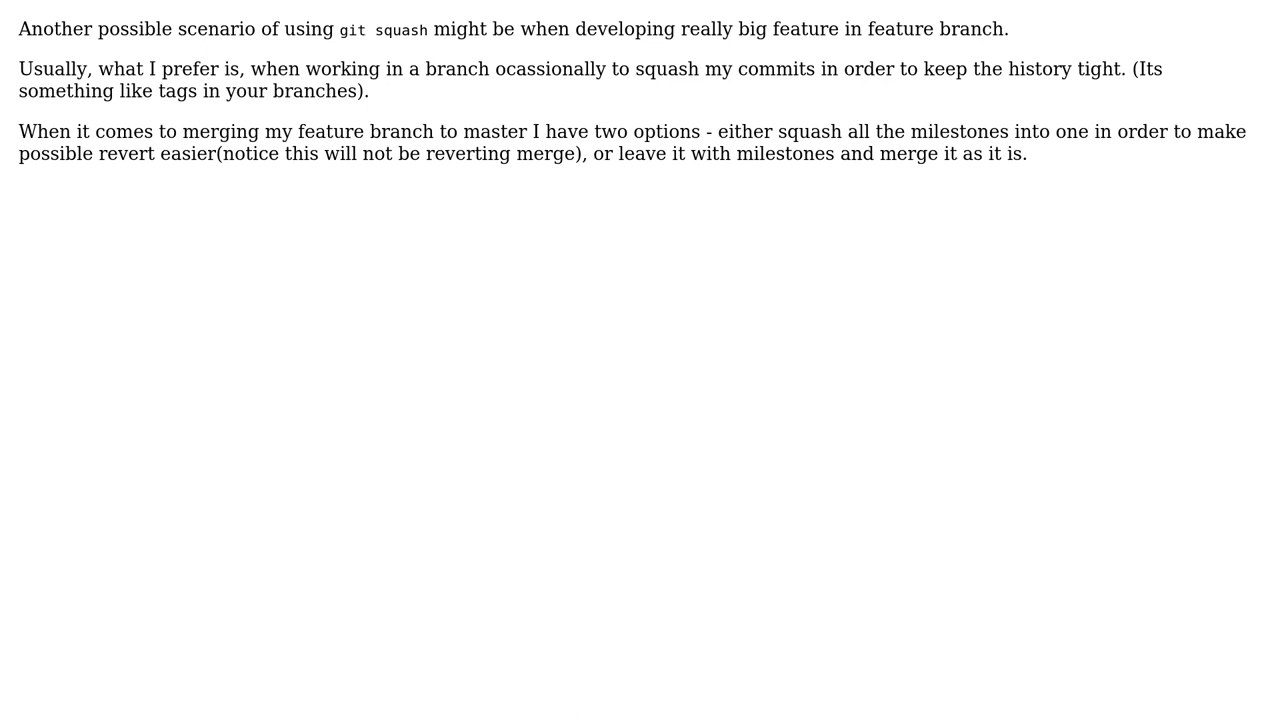 Another possible scenario of using git squash might be when developing really big feature in feature branch.
Usually, what I prefer is, when working in a branch ocassionally to squash my commits in order to keep the history tight. (Its
something like tags in your branches).
When it comes to merging my feature branch to master I have two options - either squash all the milestones into one in order to make
possible revert easier(notice this will not be reverting merge), or leave it with milestones and merge it as it is.